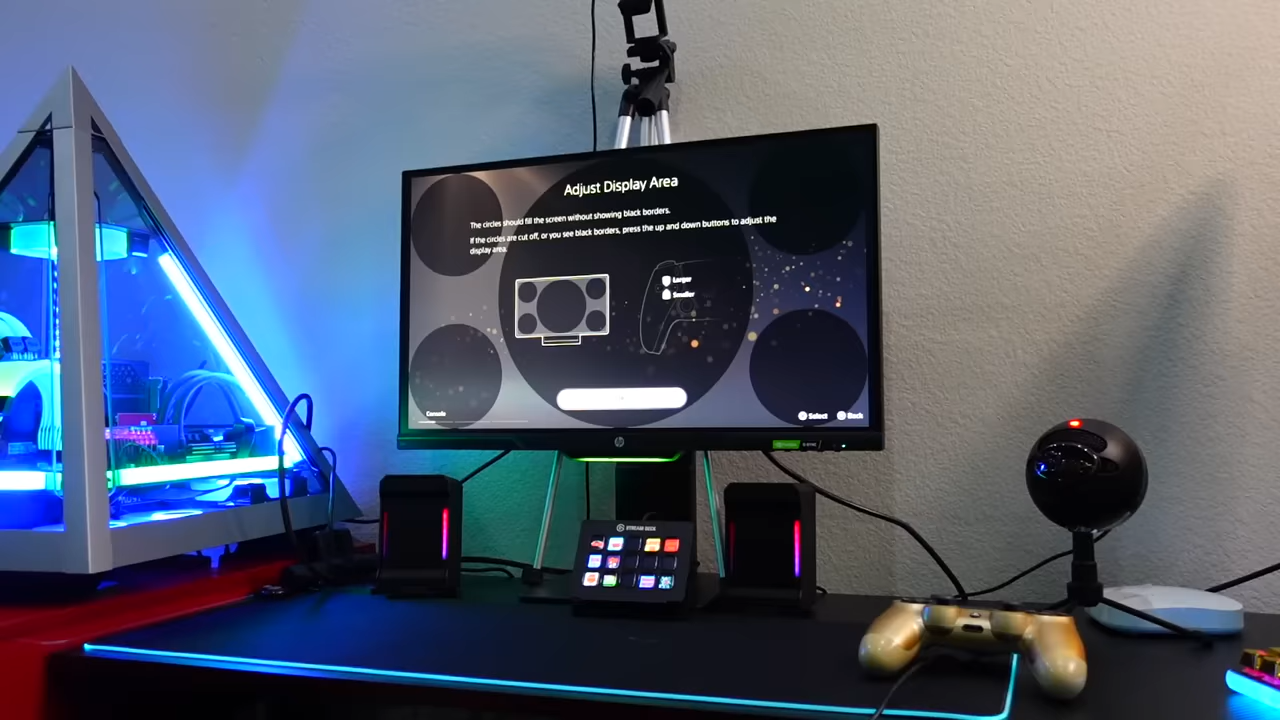 Adjust Display Area
The circles should fill the screen without showing black borders.
If the circles are cut off, or you see black borders, press the up and down buttons to adjust the
display area.
Larger
Smaller
Console
Select
Back
hp
STREAM DECK